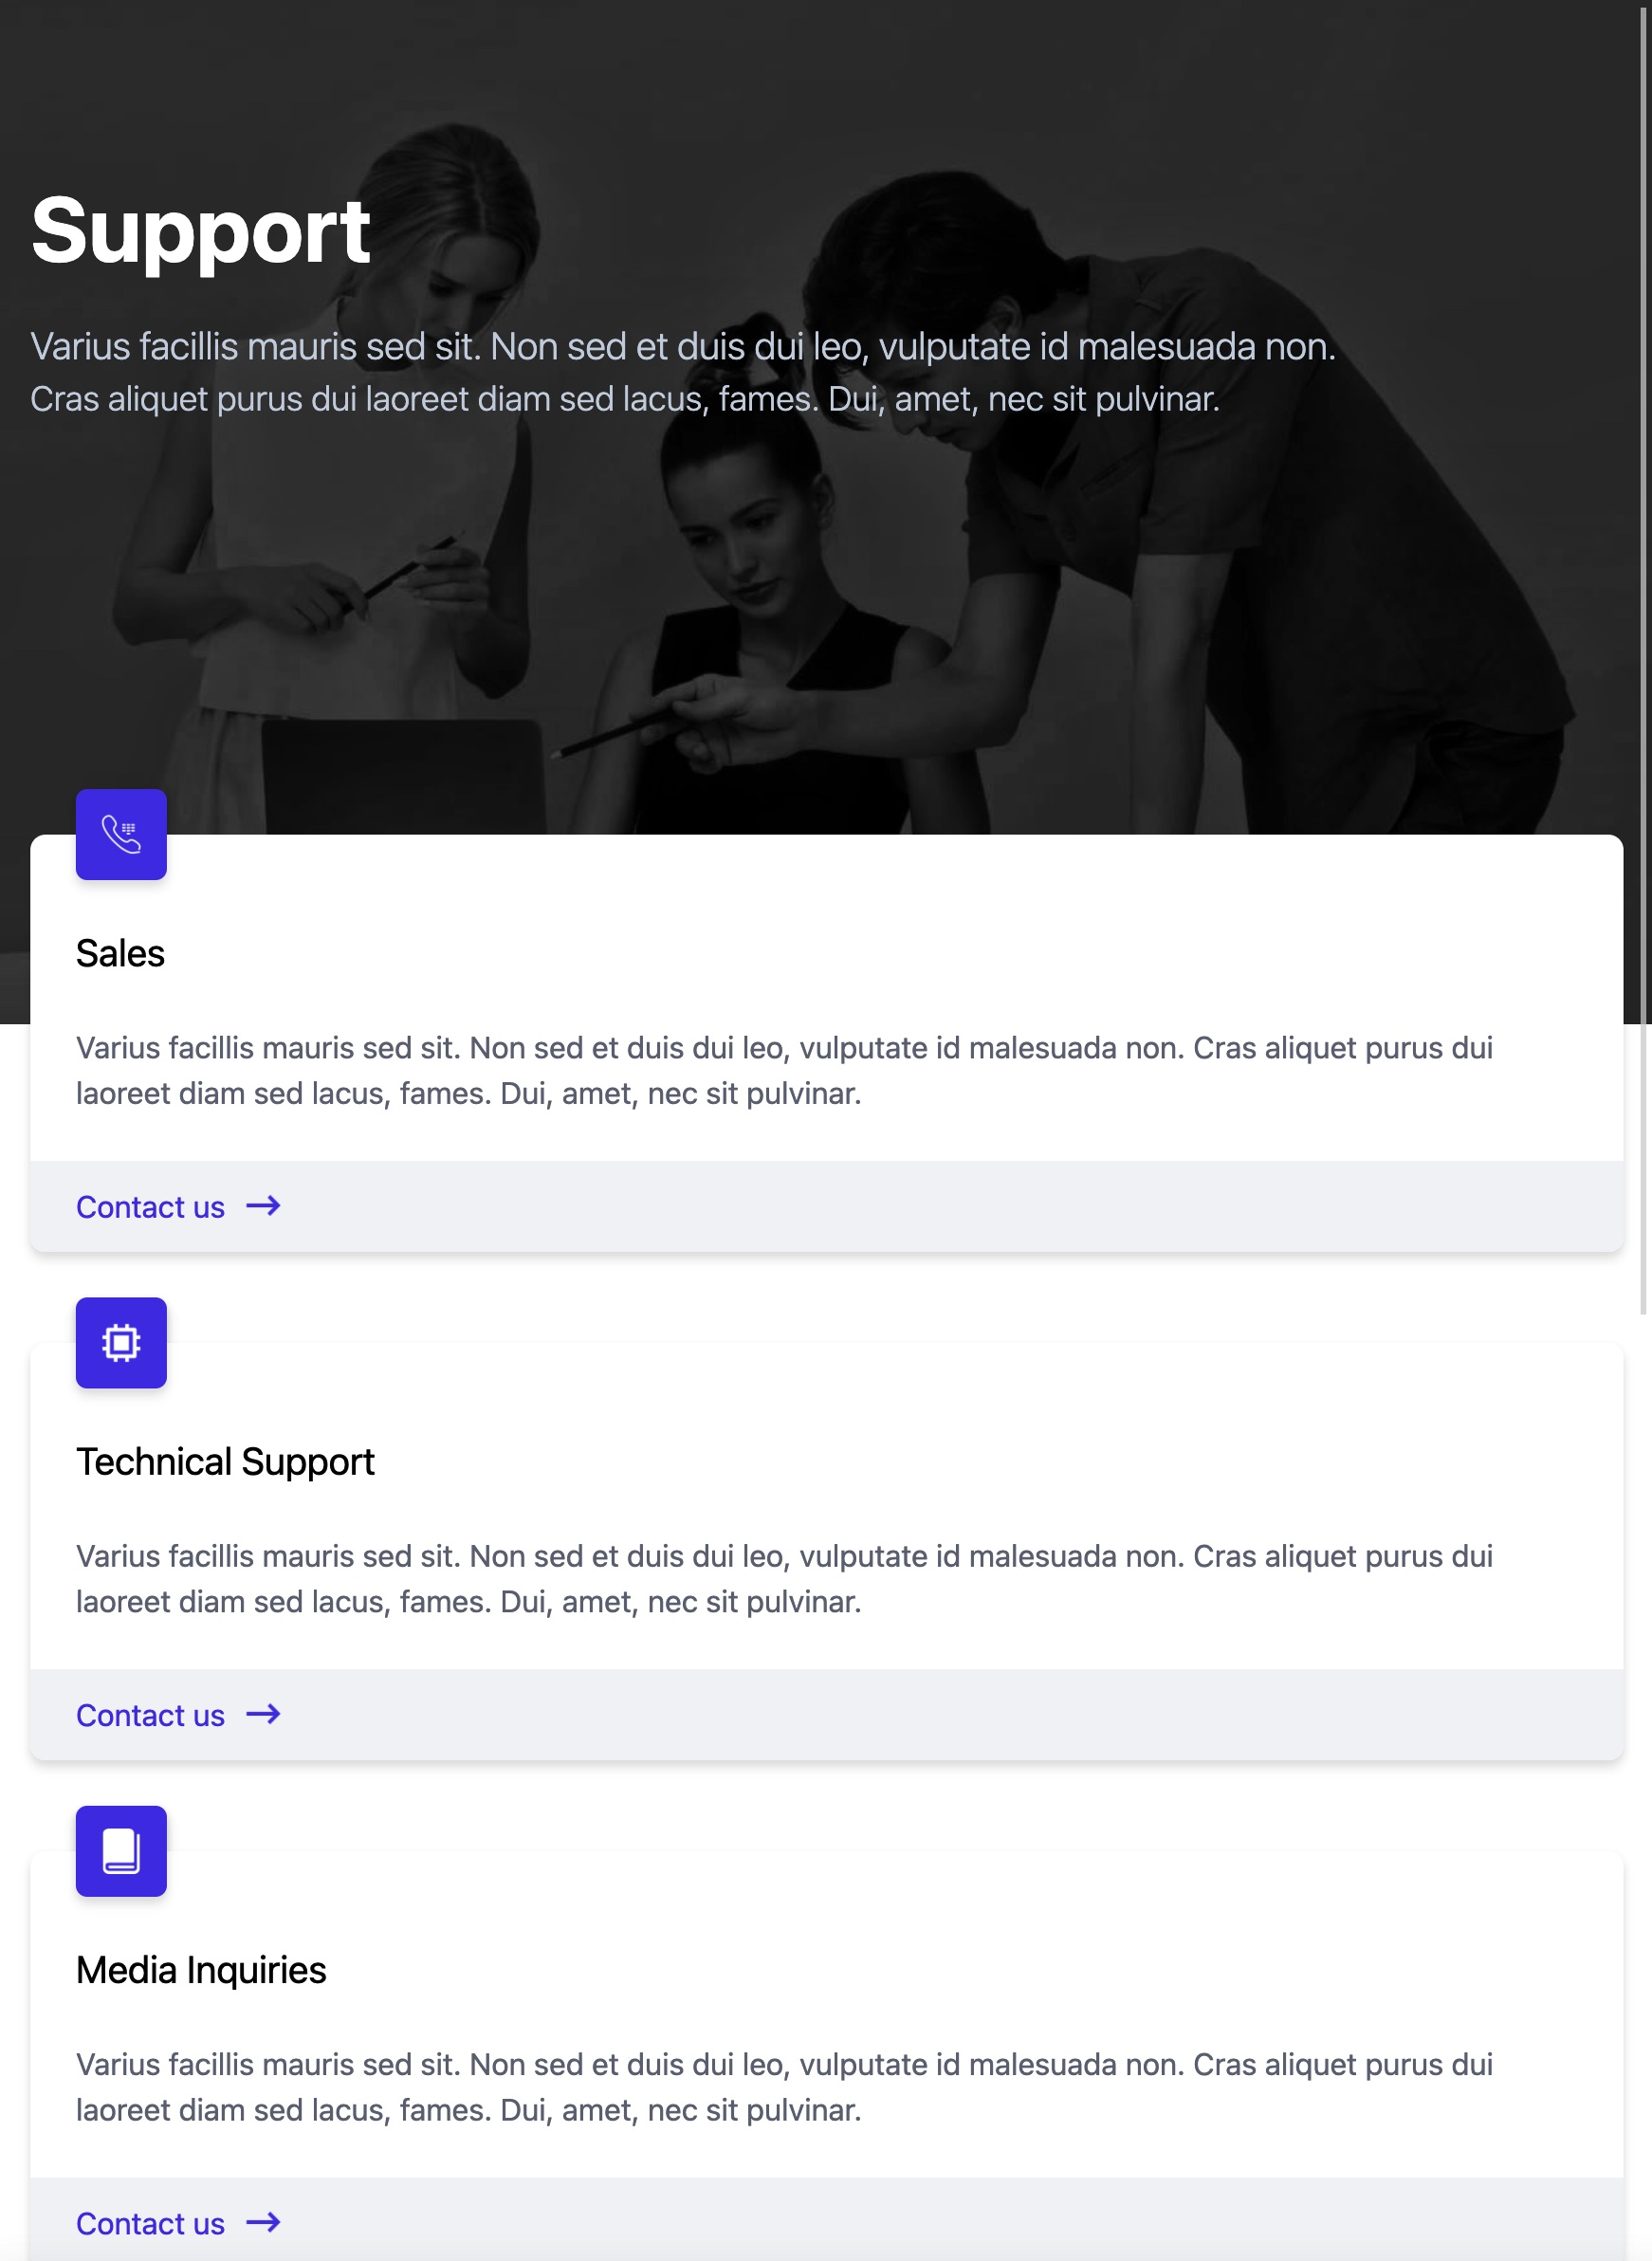 Support
Varius facillis mauris sed sit. Non sed et duis dui leo, vulputate id malesuada non.
Cras aliquet purus dui laoreet diam sed lacus, fames. Dui, amet, nec sit pulvinar.
Sales
Varius facillis mauris sed sit. Non sed et duis dui leo, vulputate id malesuada non. Cras aliquet purus dui
laoreet diam sed lacus, fames. Dui, amet, nec sit pulvinar.
Contact us
Technical Support
Varius facillis mauris sed sit. Non sed et duis dui leo, vulputate id malesuada non. Cras aliquet purus dui
laoreet diam sed lacus, fames. Dui, amet, nec sit pulvinar.
Contact us
Media Inquiries
Varius facillis mauris sed sit. Non sed et duis dui leo, vulputate id malesuada non. Cras aliquet purus dui
laoreet diam sed lacus, fames. Dui, amet, nec sit pulvinar.
Contact us